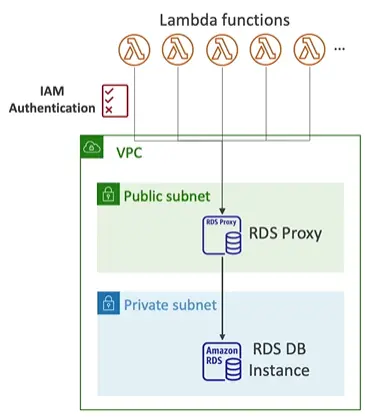 Lambda functions
...
IAM
Authentication
VPC
Public subnet
RDS Proxy
RDS Proxy
Private subnet
Amazon
RDS
RDS DB
Instance